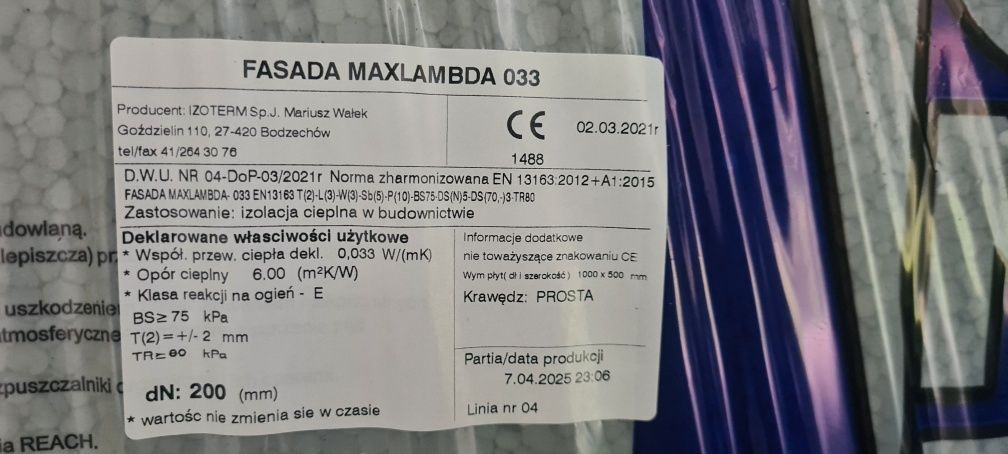 FASADA MAXLAMBDA 033
Producent: IZOTERM Sp.J. Mariusz Wałek
Goździelin 110, 27-420 Bodzechów
tel/fax 41/264 30 76
CE
1488
02.03.2021r
D.W.U. NR 04-DoP-03/2021r Norma zharmonizowana EN 13163:2012+A1:2015
FASADA MAXLAMBDA- 033 EN13163 T(2)-L(3)-W(3)-Sb(5)-P(10)-BS75-DS(N)5-DS(70,-)3-TR80
Zastosowanie: izolacja cieplna w budownictwie
Deklarowane własciwości użytkowe
* Współ. przew. ciepła dekl. 0,033 W/(mK)
* Opór cieplny 6.00 (m²K/W)
* Klasa reakcji na ogień - E
BS≥ 75 kPa
T(2)=+/- 2 mm
TR≥ 80 kPa
dN: 200 (mm)
* wartość nie zmienia sie w czasie
Informacje dodatkowe
nie toważyszące znakowaniu CE
Wym płyt( dł i szerokość) 1000 x 500 mm
Krawędz: PROSTA
Partia/data produkcji
7.04.2025 23:06
Linia nr 04
dowlaną.
lepiszcza) pr
uszkodzenie
tmosferyczne
zpuszczalniki
ia REACH.